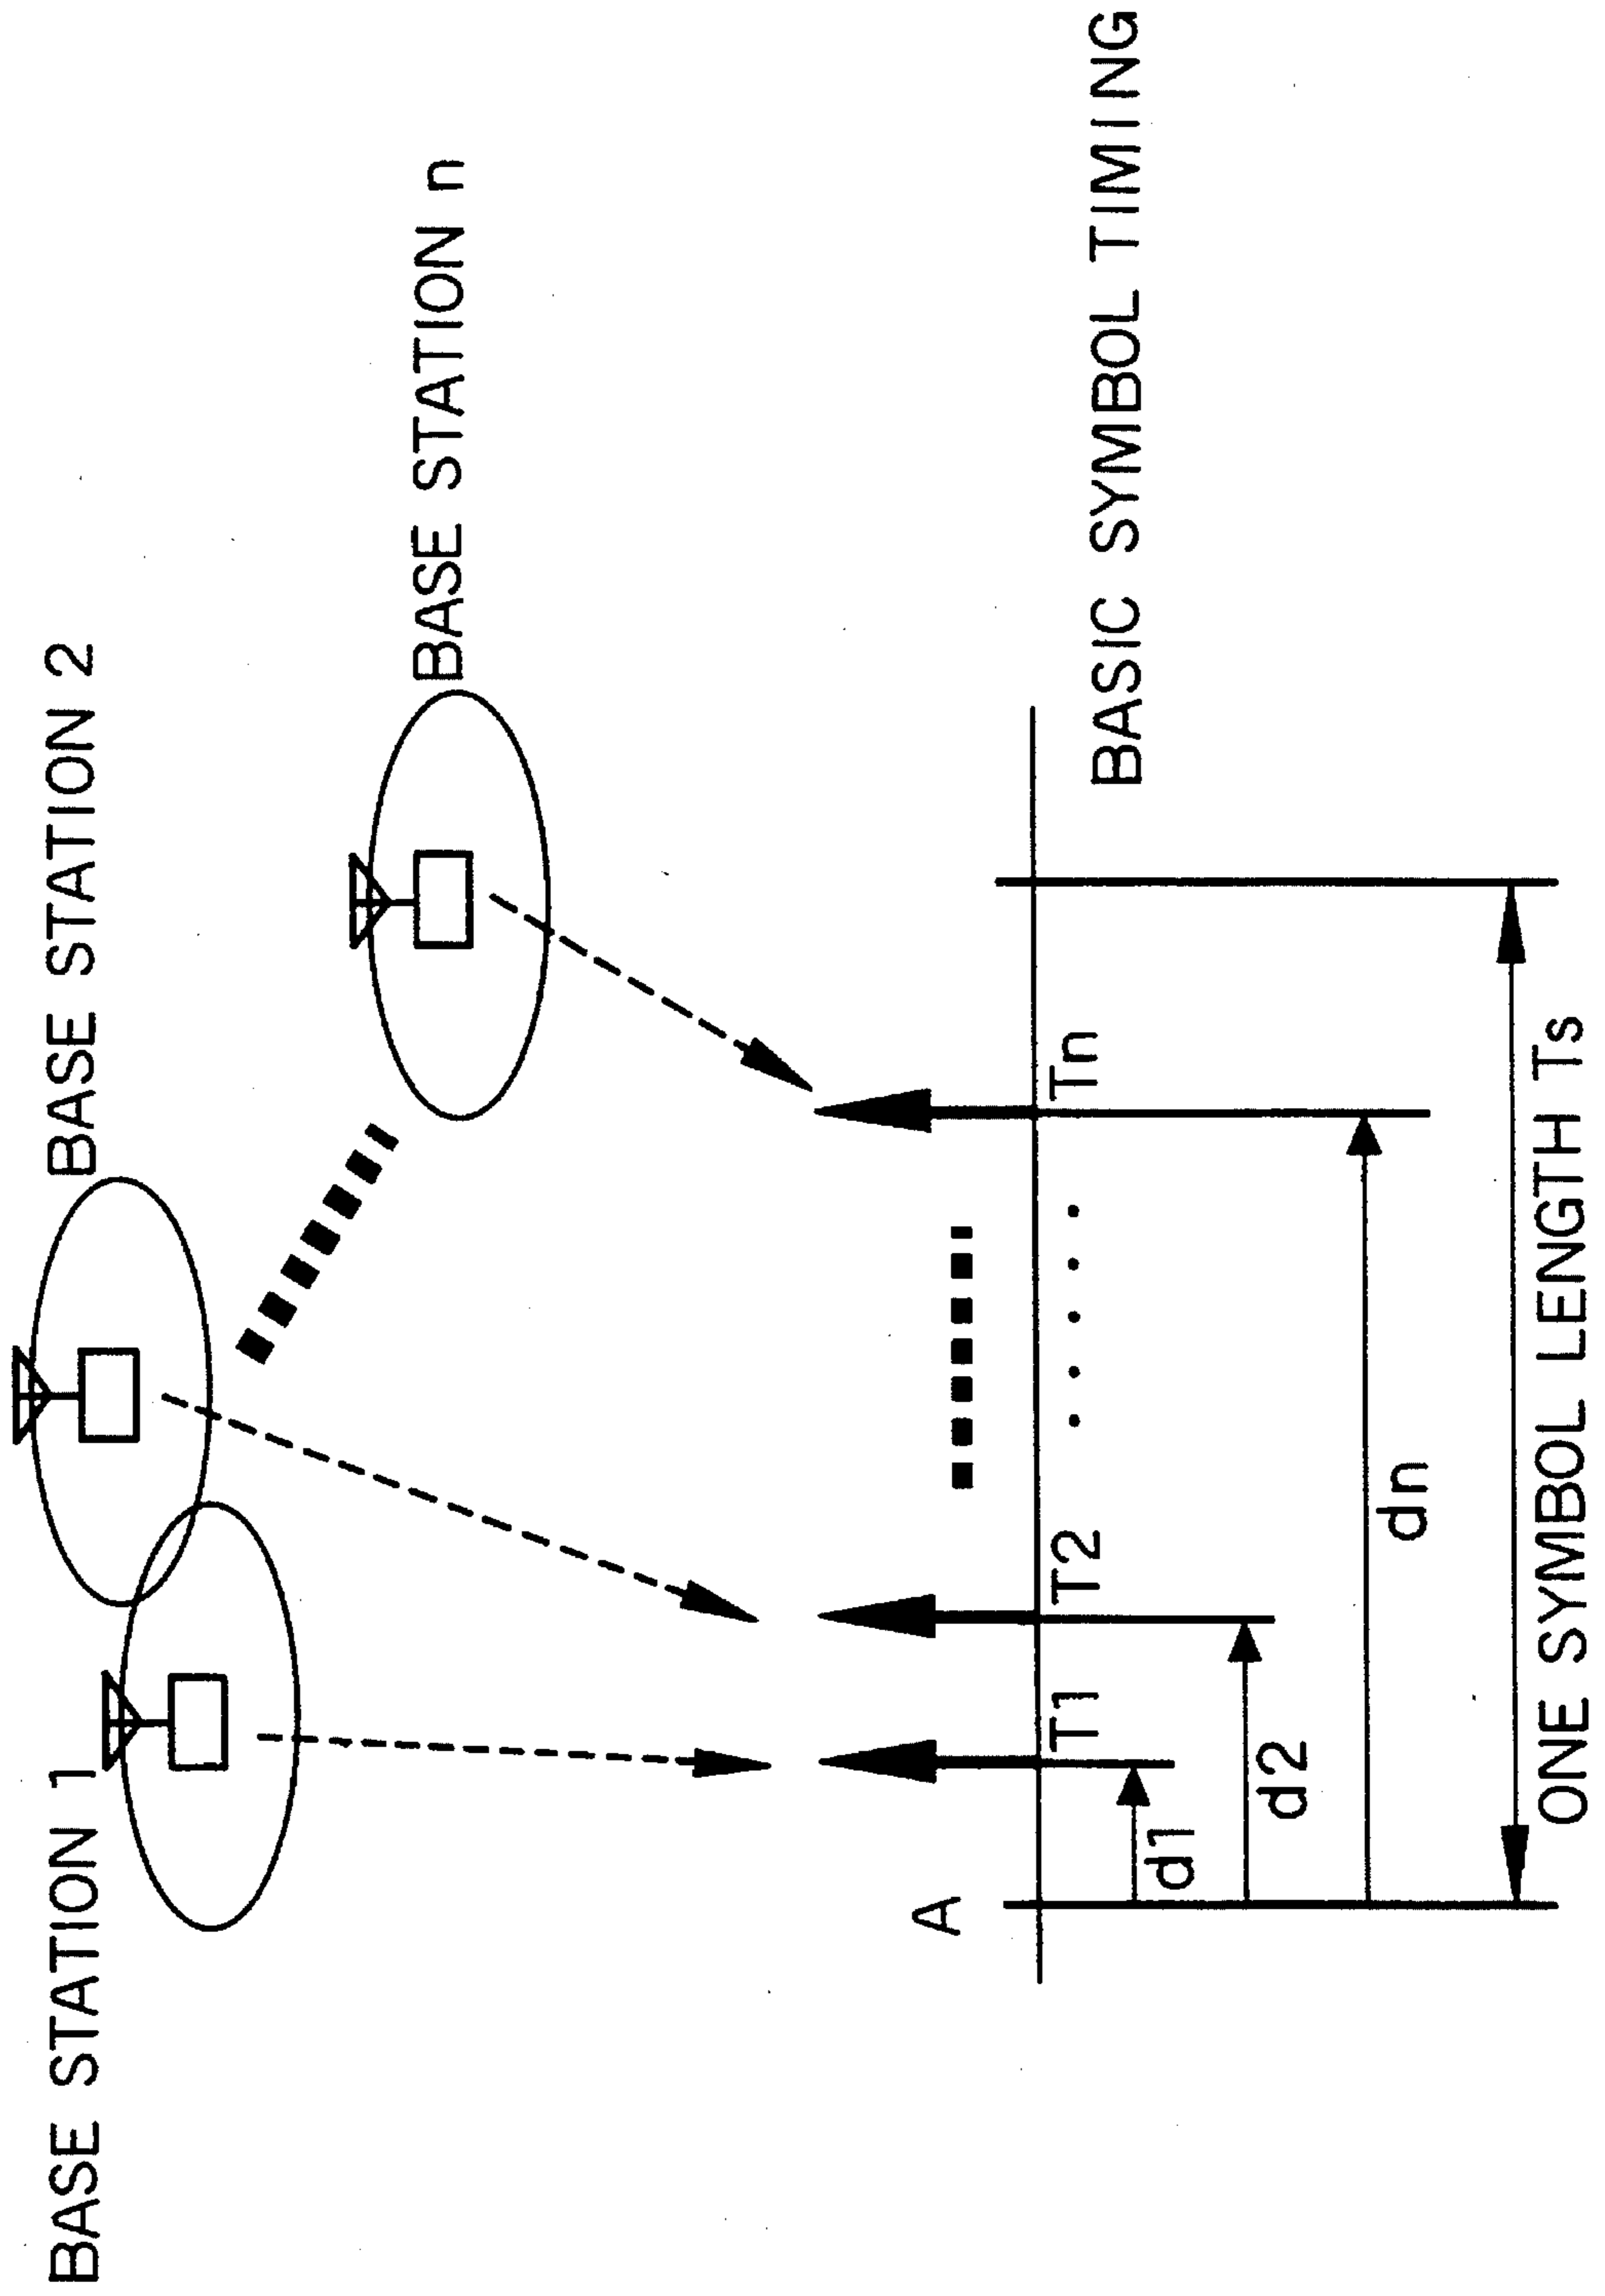 BASE STATION 1
BASE STATION 2
BASE STATION n
A
T1
T2
Tn
BASIC SYMBOL TIMING
d1
d2
dn
ONE SYMBOL LENGTH Ts